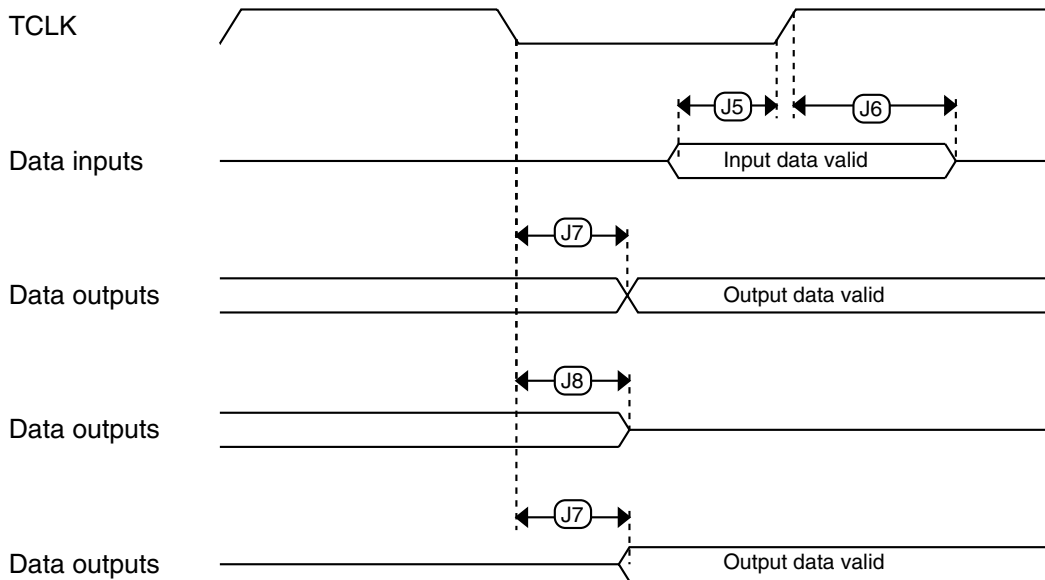 TCLK
J5
J6
Data inputs
Input data valid
J7
Data outputs
Output data valid
J8
Data outputs
J7
Data outputs
Output data valid